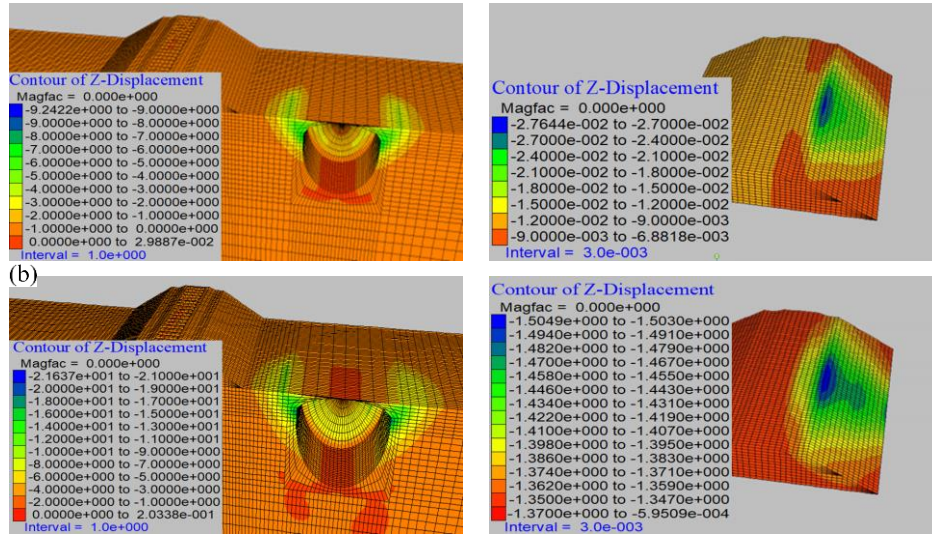 Contour of Z-Displacement
Magfac = 0.000e+000
-9.2422e+000 to -9.0000e+000
-9.0000e+000 to -8.0000e+000
-8.0000e+000 to -7.0000e+000
-7.0000e+000 to -6.0000e+000
-6.0000e+000 to -5.0000e+000
-5.0000e+000 to -4.0000e+000
-4.0000e+000 to -3.0000e+000
-3.0000e+000 to -2.0000e+000
-2.0000e+000 to -1.0000e+000
-1.0000e+000 to 0.0000e+000
0.0000e+000 to 2.9887e-002
Interval = 1.0e+000
Contour of Z-Displacement
Magfac = 0.000e+000
-2.7644e-002 to -2.7000e-002
-2.7000e-002 to -2.4000e-002
-2.4000e-002 to -2.1000e-002
-2.1000e-002 to -1.8000e-002
-1.8000e-002 to -1.5000e-002
-1.5000e-002 to -1.2000e-002
-1.2000e-002 to -9.0000e-003
-9.0000e-003 to -6.8818e-003
Interval = 3.0e-003
(b)
Contour of Z-Displacement
Magfac = 0.000e+000
-2.1637e+001 to -2.1000e+001
-2.0000e+001 to -1.9000e+001
-1.8000e+001 to -1.7000e+001
-1.6000e+001 to -1.5000e+001
-1.4000e+001 to -1.3000e+001
-1.2000e+001 to -1.1000e+001
-1.0000e+001 to -9.0000e+000
-8.0000e+000 to -7.0000e+000
-6.0000e+000 to -5.0000e+000
-4.0000e+000 to -3.0000e+000
-2.0000e+000 to -1.0000e+000
0.0000e+000 to 2.0338e-001
Interval = 1.0e+000
Contour of Z-Displacement
Magfac = 0.000e+000
-1.5049e+000 to -1.5030e+000
-1.4940e+000 to -1.4910e+000
-1.4820e+000 to -1.4790e+000
-1.4700e+000 to -1.4670e+000
-1.4580e+000 to -1.4550e+000
-1.4460e+000 to -1.4430e+000
-1.4340e+000 to -1.4310e+000
-1.4220e+000 to -1.4190e+000
-1.4100e+000 to -1.4070e+000
-1.3980e+000 to -1.3950e+000
-1.3860e+000 to -1.3830e+000
-1.3740e+000 to -1.3710e+000
-1.3620e+000 to -1.3590e+000
-1.3500e+000 to -1.3470e+000
-1.3700e+000 to -5.9509e-004
Interval = 3.0e-003